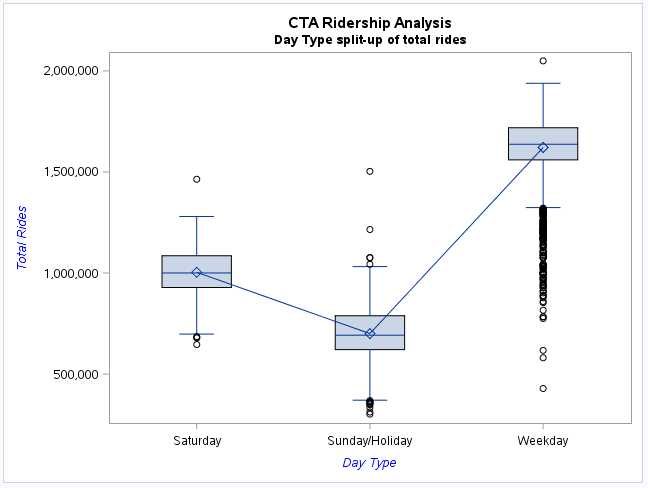 CTA Ridership Analysis
Day Type split-up of total rides
2,000,000
1,500,000
1,000,000
500,000
Total Rides
Saturday
Sunday/Holiday
Weekday
Day Type